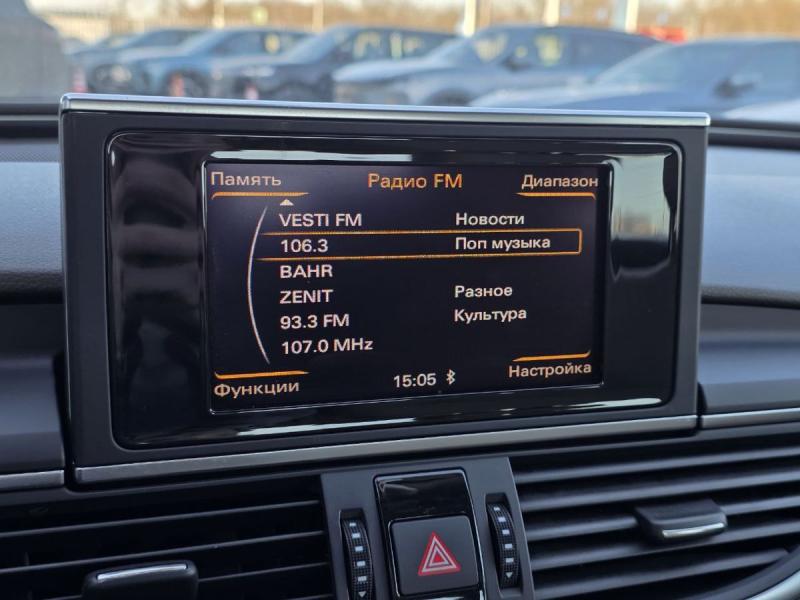 Память Радио FM Диапазон
VESTI FM Новости
106.3 Поп музыка
BAHR
ZENIT Разное
93.3 FM Культура
107.0 MHz
Функции 15:05 Настройка